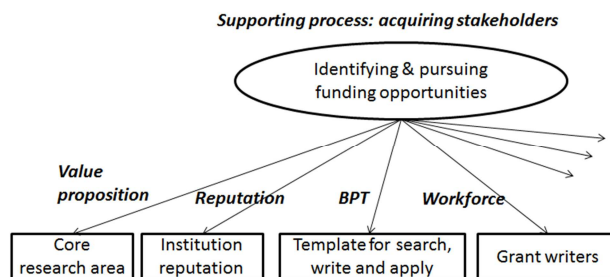 Supporting process: acquiring stakeholders
Identifying & pursuing
funding opportunities
Value
proposition
Reputation
BPT
Workforce
Core
research area
Institution
reputation
Template for search,
write and apply
Grant writers